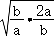 √(b/a · 2a/b)